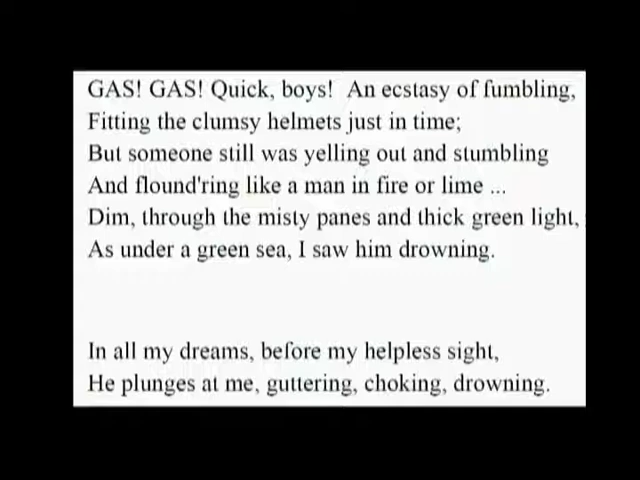 GAS! GAS! Quick, boys! An ecstasy of fumbling,
Fitting the clumsy helmets just in time;
But someone still was yelling out and stumbling
And flound'ring like a man in fire or lime ...
Dim, through the misty panes and thick green light,
As under a green sea, I saw him drowning.
In all my dreams, before my helpless sight,
He plunges at me, guttering, choking, drowning.